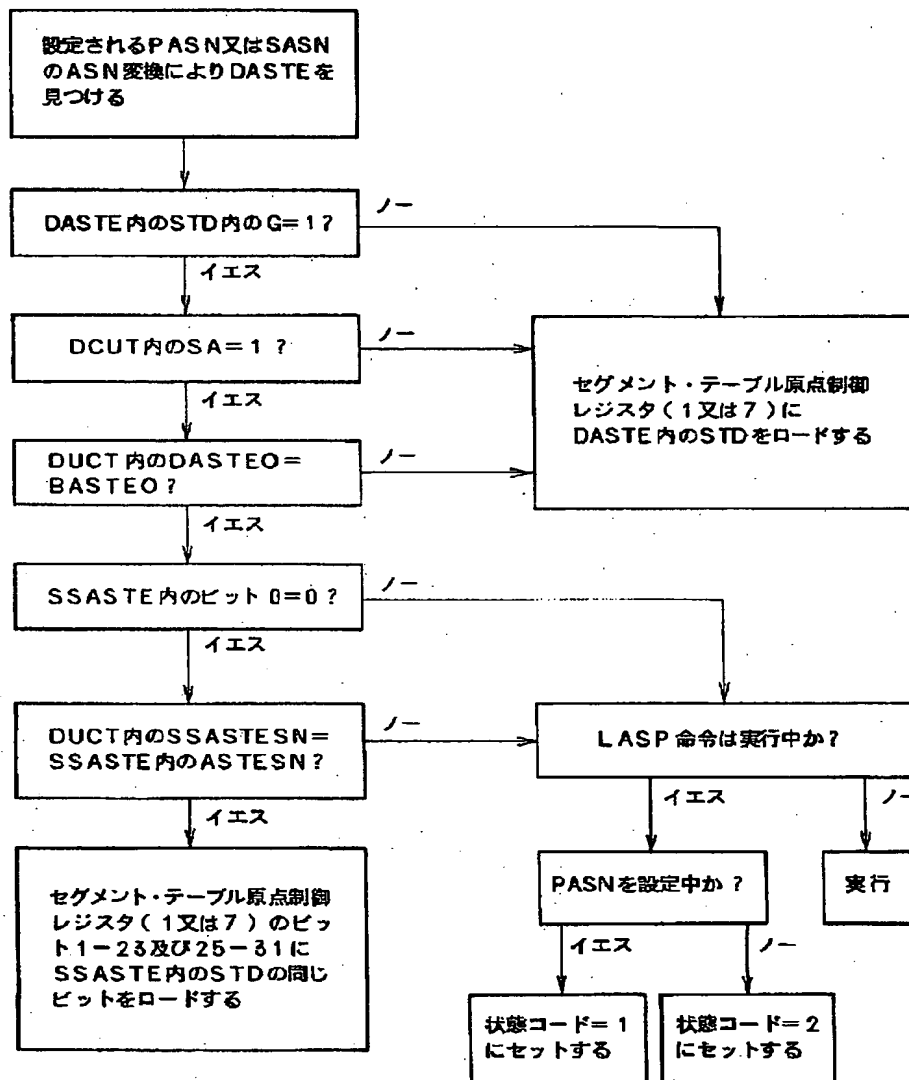 設定されるPASN又はSASN
のASN変換によりDASTEを
見つける
DASTE内のSTD内のG=1?
ノー
イエス
DCUT内のSA=1 ?
ノー
セグメント・テーブル原点制御
レジスタ(1又は7)に
DASTE内のSTDをロードする
イエス
DUCT内のDASTEO=
BASTEO?
ノー
イエス
SSASTE内のビット0=0?
ノー
イエス
DUCT内のSSASTESN=
SSASTE内のASTESN?
ノー
LASP命令は実行中か?
イエス
イエス
ノー
セグメント・テーブル原点制御
レジスタ(1又は7)のビッ
ト1-23及び25-31に
SSASTE内のSTDの同じ
ビットをロードする
PASNを設定中か?
実行
イエス
ノー
状態コード=1
にセットする
状態コード=2
にセットする